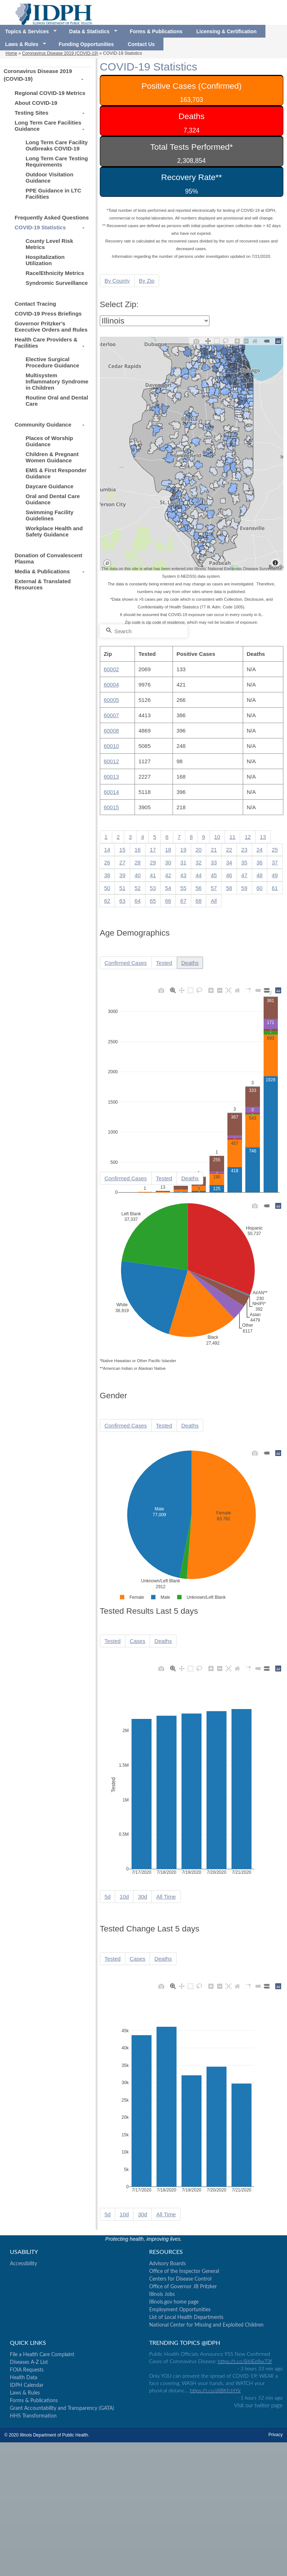 IDPH
Topics & Services
Data & Statistics
Forms & Publications
Licensing & Certification
Laws & Rules
Funding Opportunities
Contact Us
Home » Coronavirus Disease 2019 (COVID-19) » COVID-19 Statistics
Coronavirus Disease 2019 (COVID-19) -
Regional COVID-19 Metrics
About COVID-19
Testing Sites -
Long Term Care Facilities Guidance -
Long Term Care Facility Outbreaks COVID-19
Long Term Care Testing Requirements
Outdoor Visitation Guidance
PPE Guidance in LTC Facilities
Frequently Asked Questions
COVID-19 Statistics -
County Level Risk Metrics
Hospitalization Utilization
Race/Ethnicity Metrics
Syndromic Surveillance
Contact Tracing
COVID-19 Press Briefings
Governor Pritzker's Executive Orders and Rules
Health Care Providers & Facilities -
Elective Surgical Procedure Guidance
Multisystem Inflammatory Syndrome in Children
Routine Oral and Dental Care
Community Guidance -
Places of Worship Guidance
Children & Pregnant Women Guidance
EMS & First Responder Guidance
Daycare Guidance
Oral and Dental Care Guidance
Swimming Facility Guidelines
Workplace Health and Safety Guidance
Donation of Convalescent Plasma
Media & Publications -
External & Translated Resources
COVID-19 Statistics
Positive Cases (Confirmed)
163,703
Deaths
7,324
Total Tests Performed*
2,308,854
Recovery Rate**
95%
*Total number of tests performed and reported electronically for testing of COVID-19 at IDPH, commercial or hospital laboratories. All numbers displayed are provisional and will change.
** Recovered cases are defined as persons with initial positive specimen collection date > 42 days who have not expired.
Recovery rate is calculated as the recovered cases divided by the sum of recovered cases and deceased cases.
Information regarding the number of persons under investigation updates on 7/21/2020.
By County
By Zip
Select Zip:
Illinois
Waterloo
Dubuque
Cedar Rapids
Davenport
Evansville
Paducah
*The data on this site is what has been entered into Illinois' National Electronic Disease Surveillance System (I-NEDSS) data system.
The data is constantly being entered and may change as cases are investigated. Therefore, numbers may vary from other sites where data is published.
*Data shown is >5 cases per zip code which is consistent with Collection, Disclosure, and Confidentiality of Health Statistics (77 Ill. Adm. Code 1005).
It should be assumed that COVID-19 exposure can occur in every county in IL.
Zip code is zip code of residence, which may not be location of exposure.
Search
Zip Tested Positive Cases Deaths
60002 2069 133 N/A
60004 9976 421 N/A
60005 5126 266 N/A
60007 4413 386 N/A
60008 4869 396 N/A
60010 5085 248 N/A
60012 1127 98 N/A
60013 2227 168 N/A
60014 5118 396 N/A
60015 3905 218 N/A
1 2 3 4 5 6 7 8 9 10 11 12 13
14 15 16 17 18 19 20 21 22 23 24 25
26 27 28 29 30 31 32 33 34 35 36 37
38 39 40 41 42 43 44 45 46 47 48 49
50 51 52 53 54 55 56 57 58 59 60 61
62 63 64 65 66 67 68 All
Age Demographics
Confirmed Cases
Tested
Deaths
3000
2500
2000
1500
1000
500
0
1
13
1
255
125
3
367
418
3
333
746
361
171
1928
Confirmed Cases
Tested
Deaths
Left Blank 37,337
Hispanic 50,737
AI/AN** 230
NH/PI* 392
Asian 4479
Other 6117
Black 27,492
White
*Native Hawaiian or Other Pacific Islander
**American Indian or Alaskan Native
Gender
Confirmed Cases
Tested
Deaths
Male 77,009
Female
Unknown/Left Blank 2912
Female
Male
Unknown/Left Blank
Tested Results Last 5 days
Tested
Cases
Deaths
Tested
2M
1.5M
1M
0.5M
0
7/17/2020 7/18/2020 7/19/2020 7/20/2020 7/21/2020
5d
10d
30d
All Time
Tested Change Last 5 days
Tested
Cases
Deaths
45k
40k
35k
30k
25k
20k
15k
10k
5k
0
7/17/2020 7/18/2020 7/19/2020 7/20/2020 7/21/2020
5d
10d
30d
All Time
Protecting health, improving lives.
USABILITY
Accessibility
RESOURCES
Advisory Boards
Office of the Inspector General
Centers for Disease Control
Office of Governor JB Pritzker
Illinois Jobs
Illinois.gov home page
Employment Opportunities
List of Local Health Departments
National Center for Missing and Exploited Children
QUICK LINKS
File a Health Care Complaint
Diseases A-Z List
FOIA Requests
Health Data
IDPH Calendar
Laws & Rules
Forms & Publications
Grant Accountability and Transparency (GATA)
HHS Transformation
TRENDING TOPICS @IDPH
Public Health Officials Announce 955 New Confirmed Cases of Coronavirus Disease:
Only YOU can prevent the spread of COVID-19! WEAR a face covering, WASH your hands, and WATCH your physical distanc…
Visit our twitter page
© 2020 Illinois Department of Public Health.
Privacy